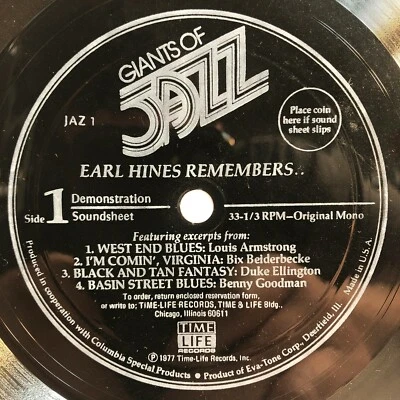 GIANTS OF
JAZZ
JAZ 1
Place coin
here if sound
sheet slips
EARL HINES REMEMBERS..
Side 1 Demonstration
Soundsheet
33-1/3 RPM—Original Mono
Featuring excerpts from:
1. WEST END BLUES: Louis Armstrong
2. I'M COMIN', VIRGINIA: Bix Belderbecke
3. BLACK AND TAN FANTASY: Duke Ellington
4. BASIN STREET BLUES: Benny Goodman
To order, return enclosed reservation form,
or write to; TIME-LIFE RECORDS, TIME & LIFE Bldg.,
Chicago, Illinois 60611
TIME
LIFE
RECORDS
℗ 1977 Time-Life Records, Inc.
Produced in cooperation with Columbia Special Products • Product of Eva-Tone Corp., Deerfield, Ill. Made in U.S.A.